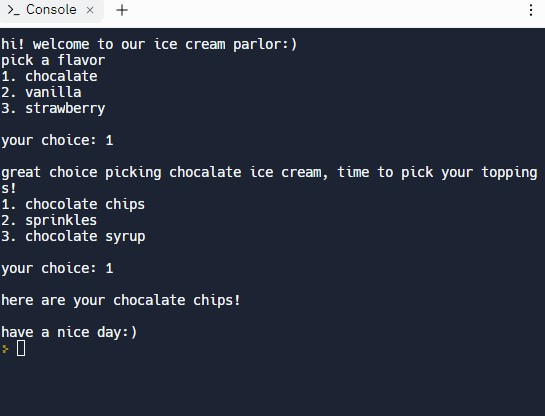 Console
hi! welcome to our ice cream parlor:)
pick a flavor
1. chocalate
2. vanilla
3. strawberry
your choice: 1
great choice picking chocalate ice cream, time to pick your topping
s!
1. chocolate chips
2. sprinkles
3. chocolate syrup
your choice: 1
here are your chocalate chips!
have a nice day:)